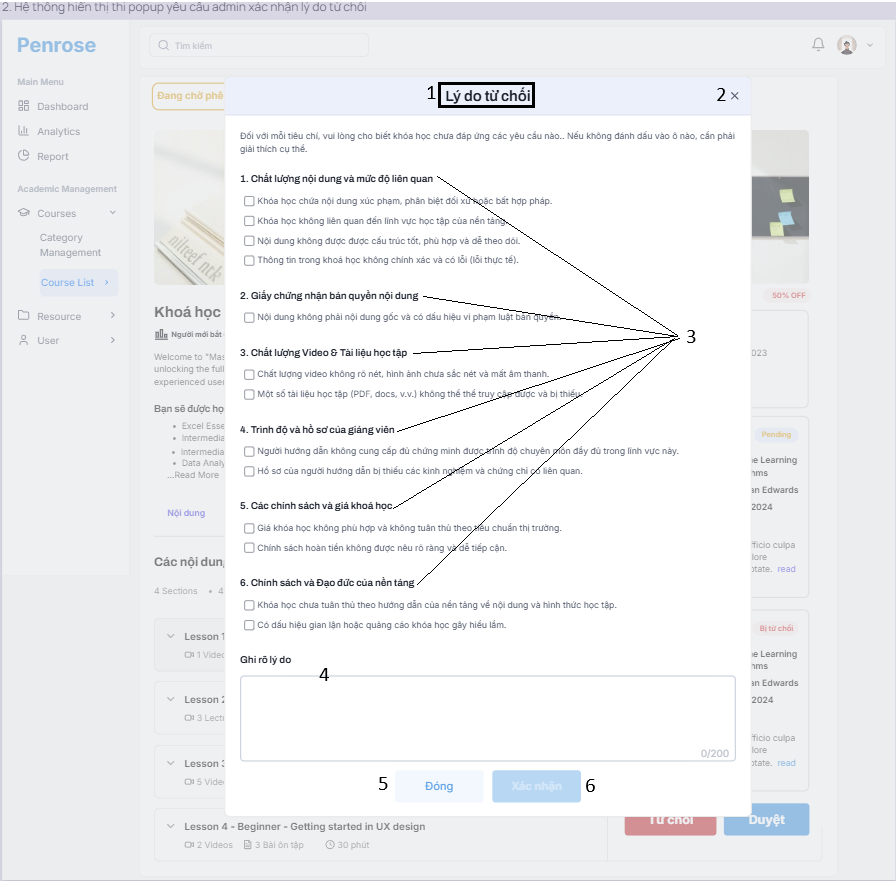 2. Hệ thống hiển thị thi popup yêu cầu admin xác nhận lý do từ chối
Penrose
Tìm kiếm
Main Menu
Dashboard
Analytics
Report
Academic Management
Courses
Category
Management
Course List
Resource
User
Đang chờ phê
1 Lý do từ chối
2 ×
Đối với mỗi tiêu chí, vui lòng cho biết khóa học chưa đáp ứng các yêu cầu nào.. Nếu không đánh dấu vào ô nào, cần phải
giải thích cụ thể.
1. Chất lượng nội dung và mức độ liên quan
Khóa học chứa nội dung xúc phạm, phân biệt đối xử hoặc bất hợp pháp.
Khóa học không liên quan đến lĩnh vực học tập của nền tảng.
Nội dung không được được cấu trúc tốt, phù hợp và dễ theo dõi.
Thông tin trong khoá học không chính xác và có lỗi (lỗi thực tế).
2. Giấy chứng nhận bản quyền nội dung
Nội dung không phải nội dung gốc và có dấu hiệu vi phạm luật bản quyền.
3
3. Chất lượng Video & Tài liệu học tập
Chất lượng video không rõ nét, hình ảnh chưa sắc nét và mất âm thanh.
Một số tài liệu học tập (PDF, docs, v.v.) không thể thể truy cập được và bị thiếu.
4. Trình độ và hồ sơ của giảng viên
Người hướng dẫn không cung cấp đủ chứng minh được trình độ chuyên môn đầy đủ trong lĩnh vực này.
Hồ sơ của người hướng dẫn bị thiếu các kinh nghiệm và chứng chỉ có liên quan.
5. Các chính sách và giá khoá học
Giá khóa học không phù hợp và không tuân thủ theo tiêu chuẩn thị trường.
Chính sách hoàn tiền không được nêu rõ ràng và dễ tiếp cận.
6. Chính sách và Đạo đức của nền tảng
Khóa học chưa tuân thủ theo hướng dẫn của nền tảng về nội dung và hình thức học tập.
Có dấu hiệu gian lận hoặc quảng cáo khóa học gây hiểu lầm.
Ghi rõ lý do
4
0/200
5 Đóng
Xác nhận 6
Khoá học
Người mới bắt
Welcome to "Mas
unlocking the full
experienced user
Bạn sẽ được họ
Excel Esse
Intermedia
Intermedia
Data Analy
...Read More
Nội dung
Các nội dung
4 Sections • 4
Lesson 1
1 Video
Lesson 2
3 Lectu
Lesson 3
5 Vide
Lesson 4 - Beginner - Getting started in UX design
2 Videos 3 Bài ôn tập 30 phút
50% OFF
023
Pending
e Learning
hms
an Edwards
2024
fficio culpa
lore
otate. read
Bị từ chối
e Learning
hms
an Edwards
2024
fficio culpa
lore
otate. read
Từ chối
Duyệt